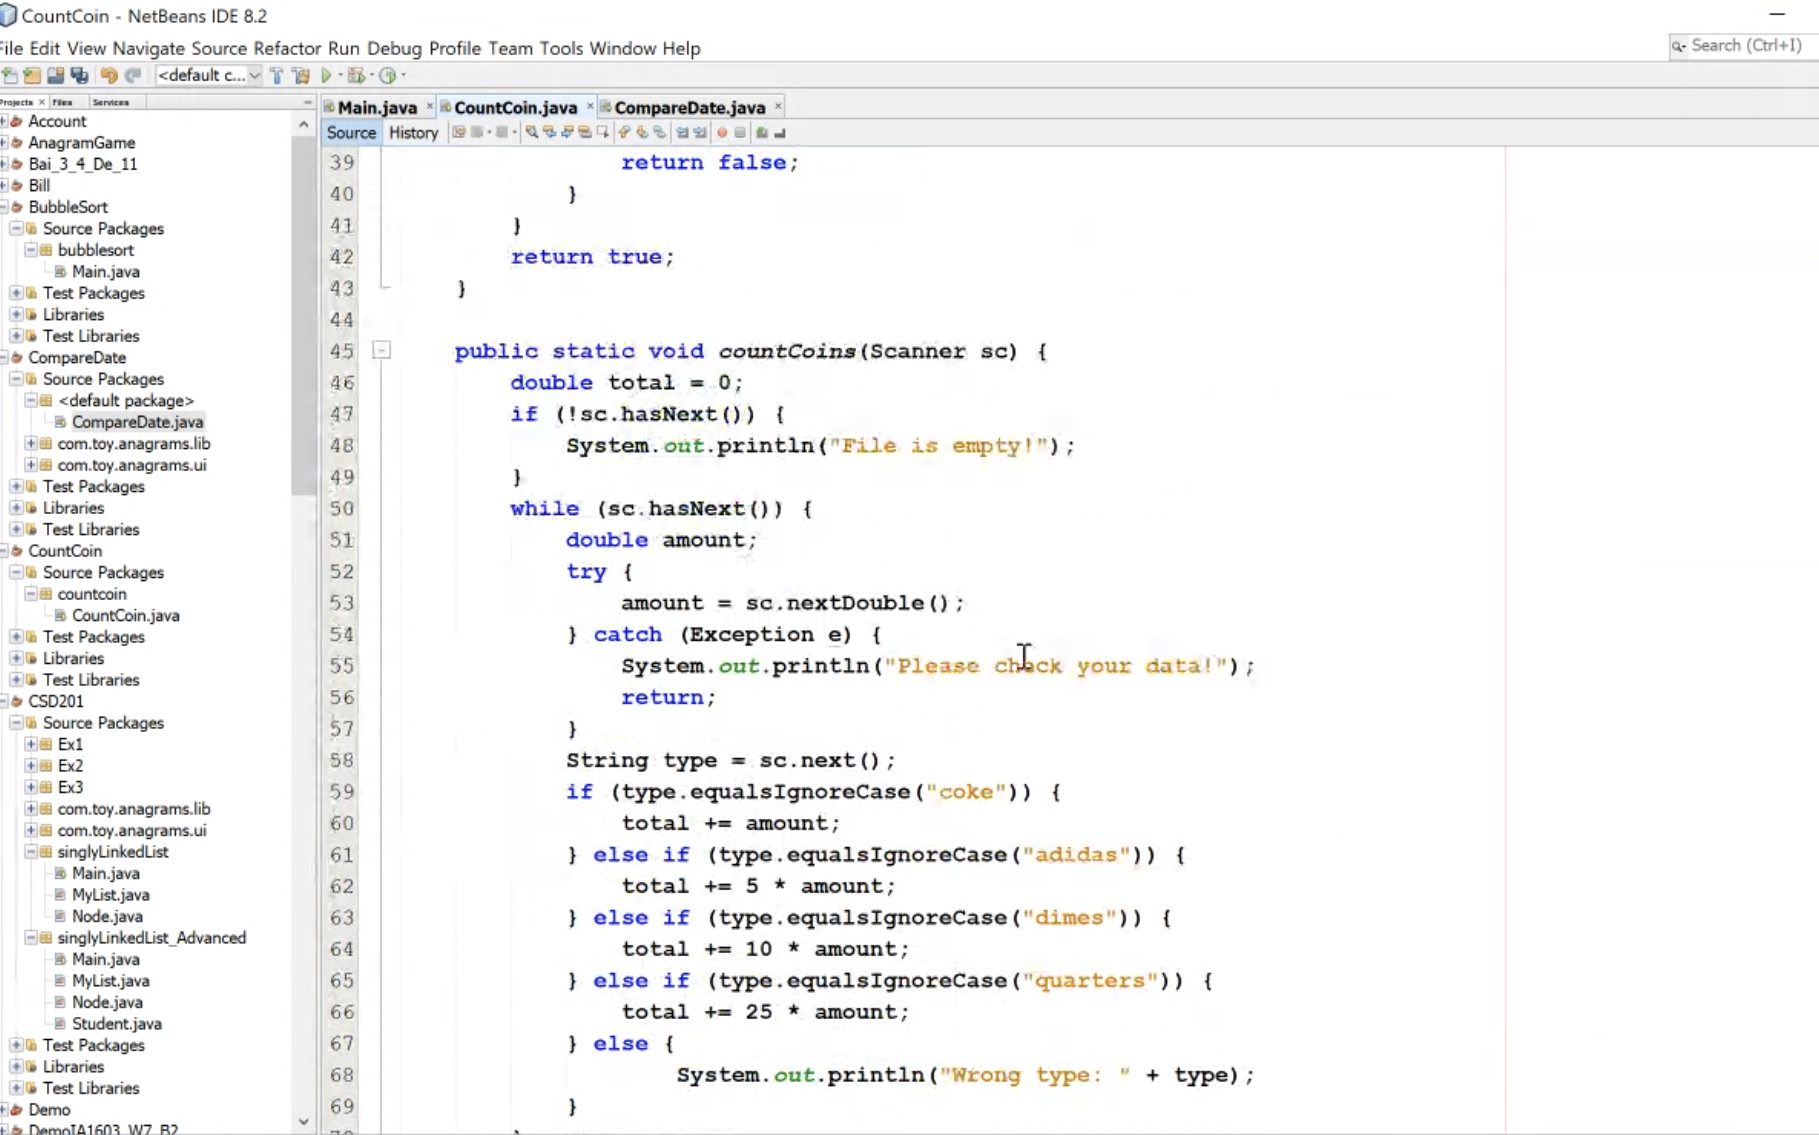 CountCoin - NetBeans IDE 8.2
File Edit View Navigate Source Refactor Run Debug Profile Team Tools Window Help
Search (Ctrl+I)
<default c...
Projects Files Services
Account
AnagramGame
Bai_3_4_De_11
Bill
BubbleSort
Source Packages
bubblesort
Main.java
Test Packages
Libraries
Test Libraries
CompareDate
Source Packages
<default package>
CompareDate.java
com.toy.anagrams.lib
com.toy.anagrams.ui
Test Packages
Libraries
Test Libraries
CountCoin
Source Packages
countcoin
CountCoin.java
Test Packages
Libraries
Test Libraries
CSD201
Source Packages
Ex1
Ex2
Ex3
com.toy.anagrams.lib
com.toy.anagrams.ui
singlyLinkedList
Main.java
MyList.java
Node.java
singlyLinkedList_Advanced
Main.java
MyList.java
Node.java
Student.java
Test Packages
Libraries
Test Libraries
Demo
DemoIA1603_W7_B2
Main.java CountCoin.java CompareDate.java
Source History
39 return false;
40 }
41 }
42 return true;
43 }
44
45 public static void countCoins(Scanner sc) {
46 double total = 0;
47 if (!sc.hasNext()) {
48 System.out.println("File is empty!");
49 }
50 while (sc.hasNext()) {
51 double amount;
52 try {
53 amount = sc.nextDouble();
54 } catch (Exception e) {
55 System.out.println("Please check your data!");
56 return;
57 }
58 String type = sc.next();
59 if (type.equalsIgnoreCase("coke")) {
60 total += amount;
61 } else if (type.equalsIgnoreCase("adidas")) {
62 total += 5 * amount;
63 } else if (type.equalsIgnoreCase("dimes")) {
64 total += 10 * amount;
65 } else if (type.equalsIgnoreCase("quarters")) {
66 total += 25 * amount;
67 } else {
68 System.out.println("Wrong type: " + type);
69 }